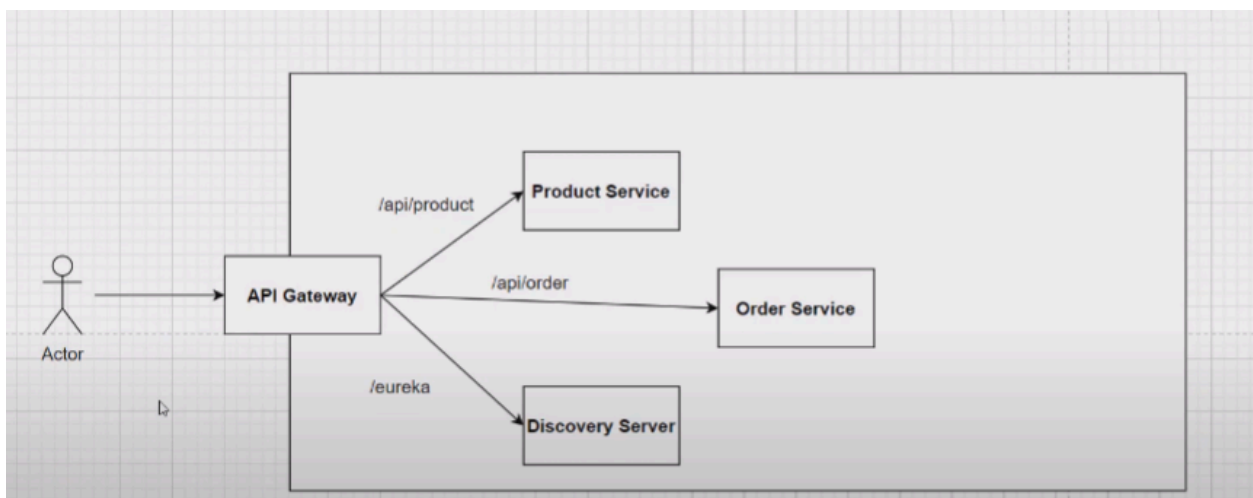 /api/product
Product Service
/api/order
API Gateway
Order Service
Actor
/eureka
Discovery Server